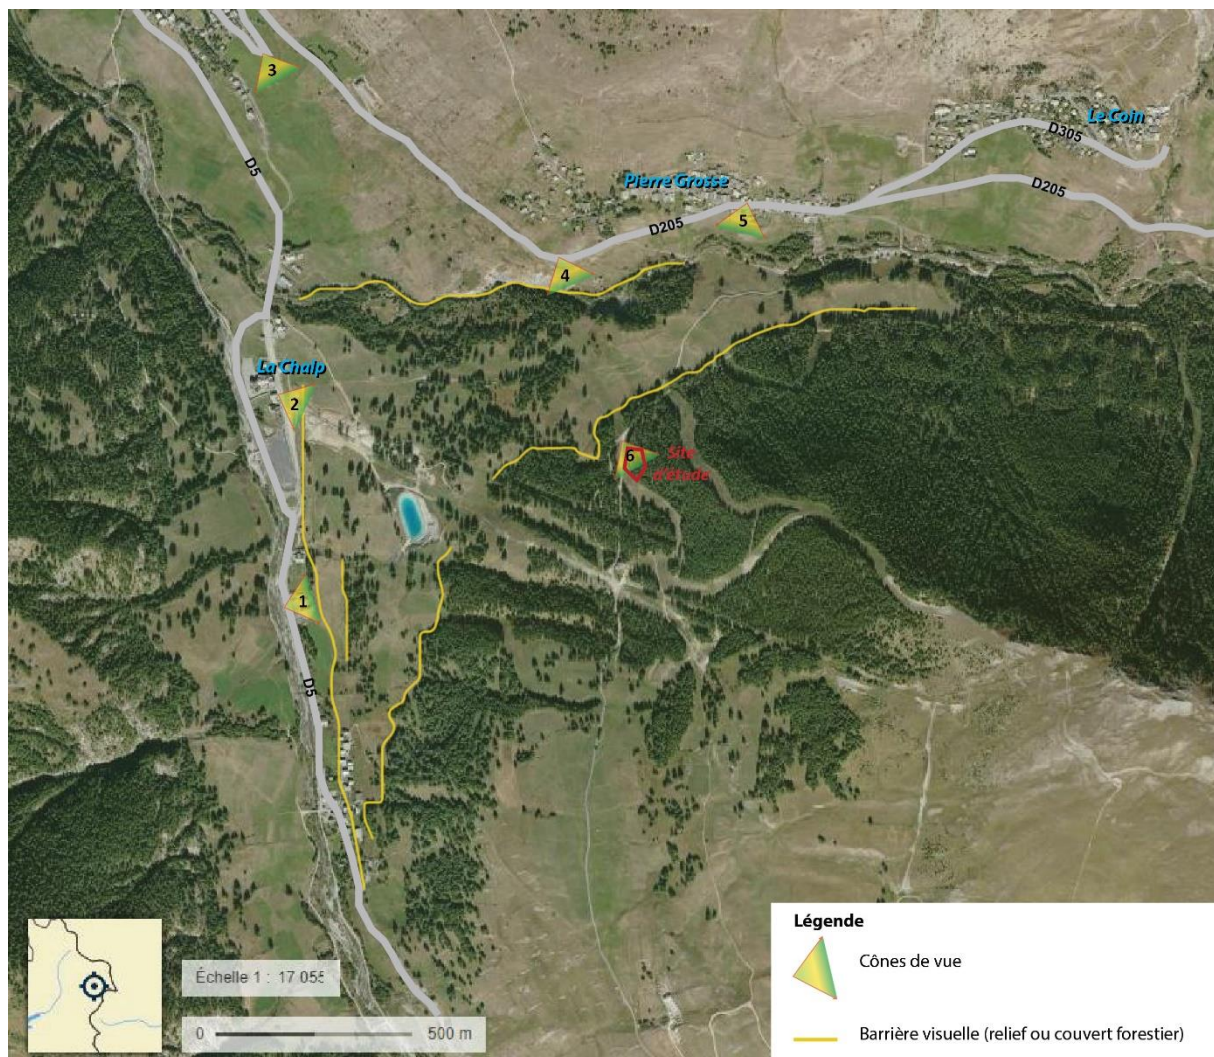 3
Le Coin
D305
D5
Pierre Grosse
D205
D205
5
4
La Chalp
2
6
Site
d'étude
1
D5
Légende
Cônes de vue
Échelle 1 : 17 055
0
500 m
Barrière visuelle (relief ou couvert forestier)